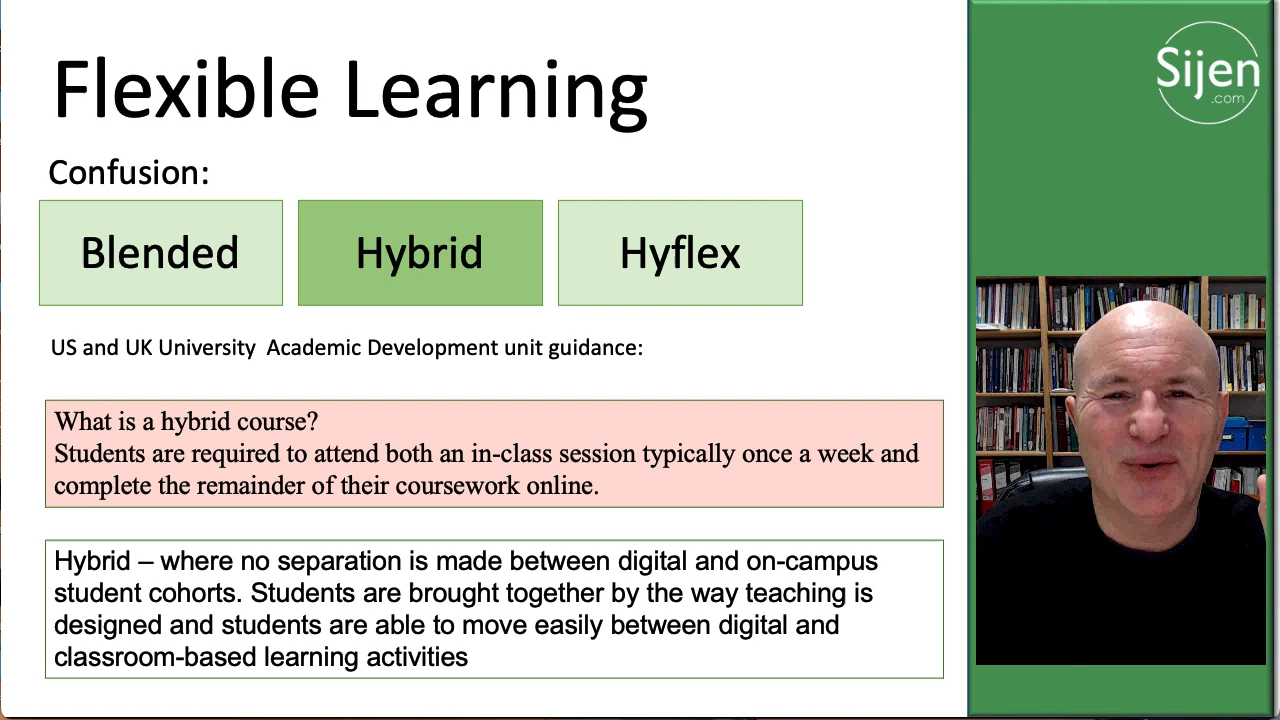 Flexible Learning
Confusion:
Blended
Hybrid
Hyflex
US and UK University  Academic Development unit guidance:
What is a hybrid course?
Students are required to attend both an in-class session typically once a week and
complete the remainder of their coursework online.
Hybrid – where no separation is made between digital and on-campus
student cohorts. Students are brought together by the way teaching is
designed and students are able to move easily between digital and
classroom-based learning activities
Sijen
.com